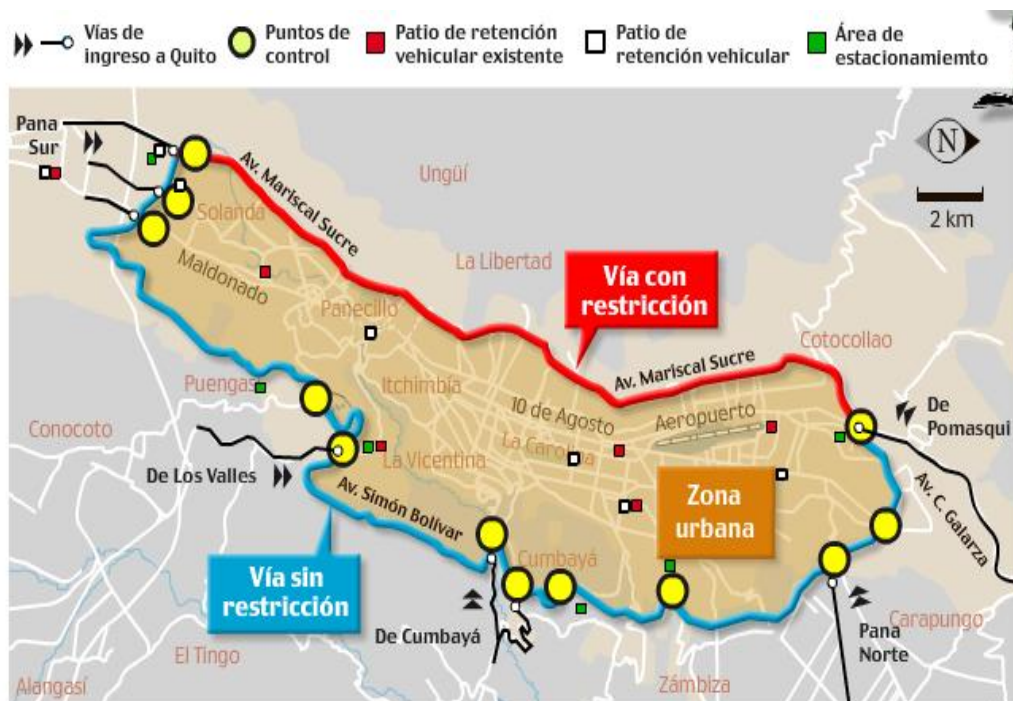 Vías de
ingreso a Quito
Puntos de
control
Patio de retención
vehicular existente
Patio de
retención vehicular
Área de
estacionamiemto
Pana
Sur
N
2 km
Av. Mariscal Sucre
Ungüí
Solanda
Maldonado
La Libertad
Vía con
restricción
Panecillo
Cotocollao
Av. Mariscal Sucre
Puengas
Itchimbía
10 de Agosto
Aeropuerto
De
Pomasqui
Conocoto
La Carolina
De Los Valles
La Vicentina
Av. Simón Bolívar
Zona
urbana
Av. C. Galarza
Vía sin
restricción
Cumbayá
De Cumbayá
Carapungo
Pana
Norte
El Tingo
Alangasí
Zámbiza